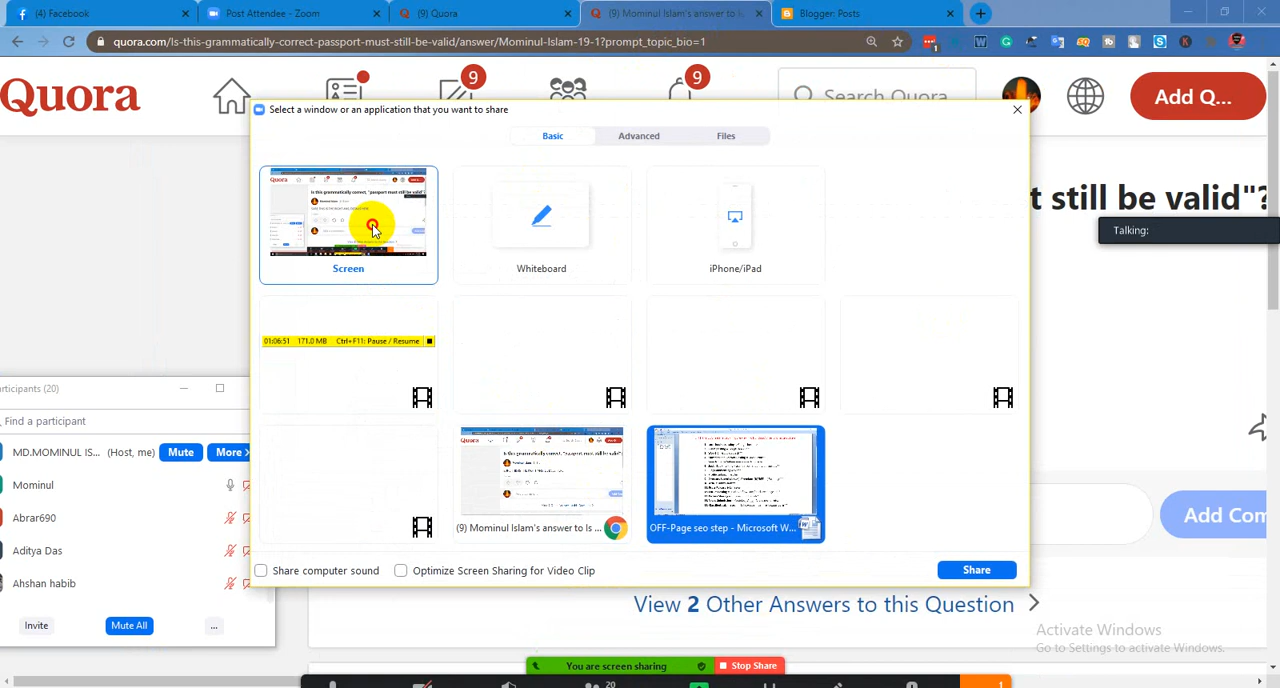 (4) Facebook
Post Attendee - Zoom
(9) Quora
(9) Mominul Islam's answer to Is
Blogger: Posts
quora.com/Is-this-grammatically-correct-passport-must-still-be-valid/answer/Mominul-Islam-19-1?prompt_topic_bio=1
Quora
9
9
Search Quora
Add Q...
Select a window or an application that you want to share
Basic
Advanced
Files
t still be valid"?
Talking:
Screen
Whiteboard
iPhone/iPad
01:06:51 171.0 MB Ctrl+F11: Pause / Resume
articipants (20)
Find a participant
MD.MOMINUL IS... (Host, me)
Mute
More
Mominul
Abrar690
Aditya Das
Ahshan habib
Invite
Mute All
...
(9) Mominul Islam's answer to Is ...
OFF-Page seo step - Microsoft W...
Share computer sound
Optimize Screen Sharing for Video Clip
Share
Add Com
View 2 Other Answers to this Question
Activate Windows
Go to Settings to activate Windows.
You are screen sharing
Stop Share
20
1